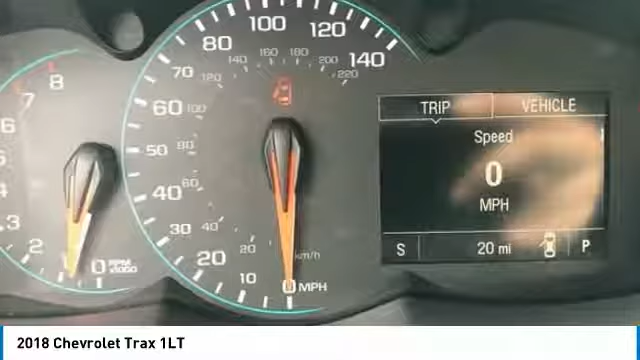 100
80
120
140
160
180
8
70
140
120
200
220
7
TRIP
VEHICLE
60
100
6
Speed
50
80
0
40
60
MPH
3
30
40
2
20
20
km/h
S
20 mi
P
0
RPM
x1000
10
0
MPH
2018 Chevrolet Trax 1LT